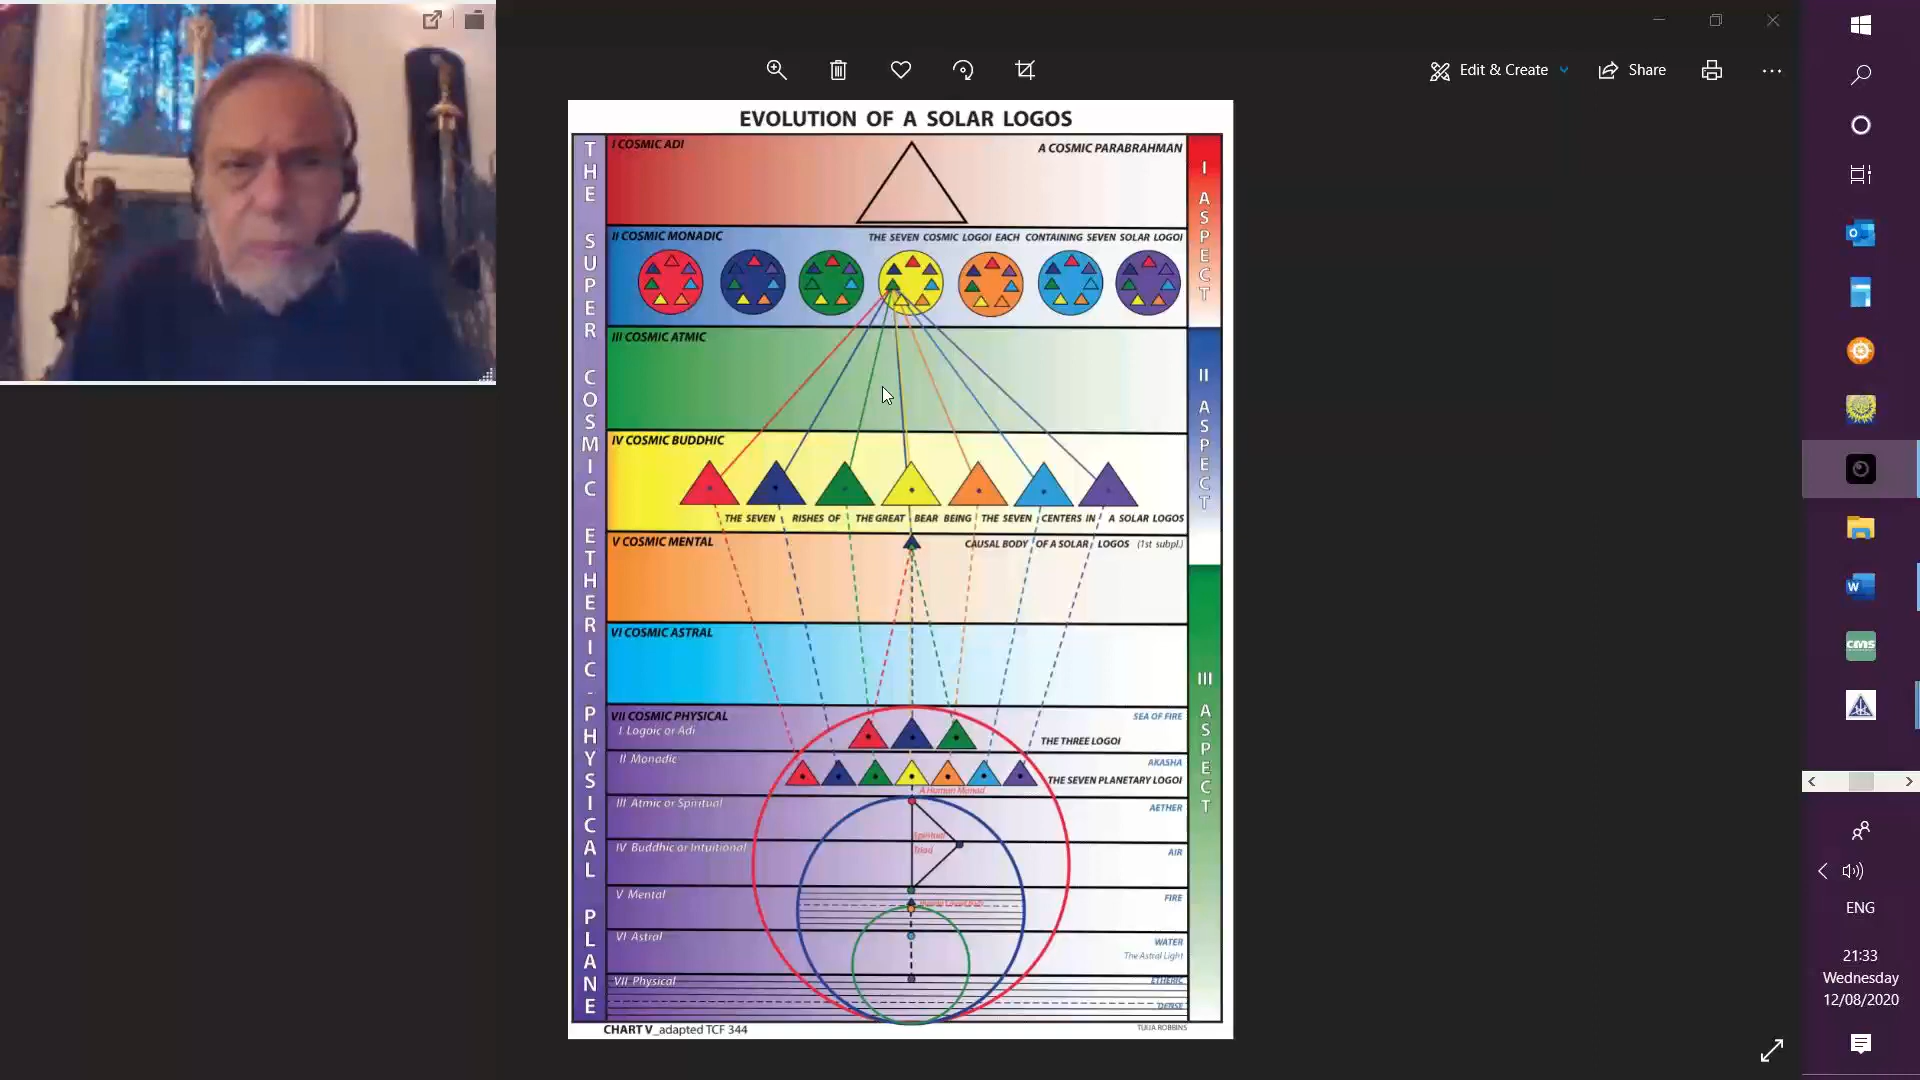 Edit & Create
Share
EVOLUTION OF A SOLAR LOGOS
THE SUPER COSMIC ETHERIC - PHYSICAL PLANE
I COSMIC ADI
A COSMIC PARABRAHMAN
I ASPECT
II COSMIC MONADIC
THE SEVEN COSMIC LOGOI EACH CONTAINING SEVEN SOLAR LOGOI
III COSMIC ATMIC
II ASPECT
IV COSMIC BUDDHIC
THE SEVEN RISHES OF THE GREAT BEAR BEING THE SEVEN CENTERS IN A SOLAR LOGOS
V COSMIC MENTAL
CAUSAL BODY OF A SOLAR LOGOS (1st subpl.)
VI COSMIC ASTRAL
III ASPECT
VII COSMIC PHYSICAL
SEA OF FIRE
I Logoic or Adi
THE THREE LOGOI
II Monadic
AKASHA
THE SEVEN PLANETARY LOGOI
A Human Monad
III Atmic or Spiritual
AETHER
Spiritual
Triad
IV Buddhic or Intuitional
AIR
V Mental
FIRE
VI Astral
WATER
The Astral Light
VII Physical
ETHERIC
DENSE
CHART V_adapted TCF 344
TUIJA ROBBINS
cms
ENG
21:33
Wednesday
12/08/2020